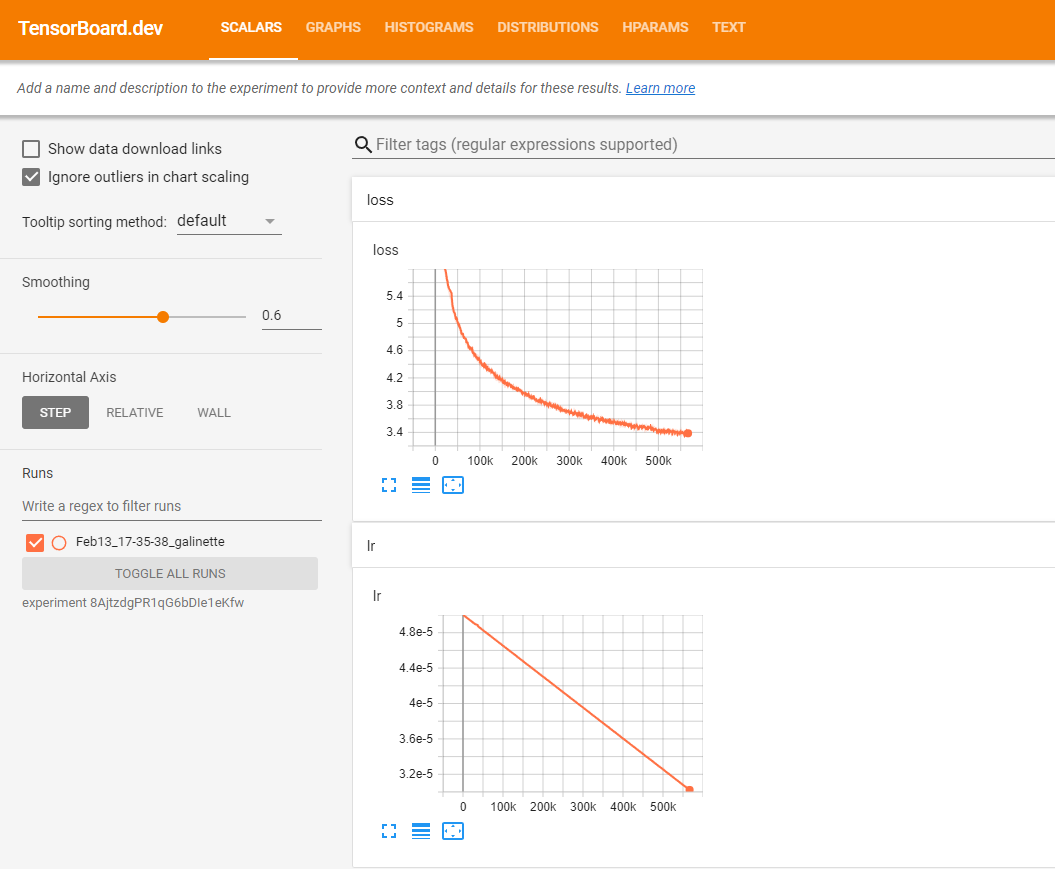 TensorBoard.dev SCALARS GRAPHS HISTOGRAMS DISTRIBUTIONS HPARAMS TEXT
Add a name and description to the experiment to provide more context and details for these results. Learn more
Show data download links
Ignore outliers in chart scaling
Tooltip sorting method: default
Smoothing
0.6
Horizontal Axis
STEP RELATIVE WALL
Runs
Write a regex to filter runs
Feb13_17-35-38_galinette
TOGGLE ALL RUNS
experiment 8AjtzdgPR1qG6bDIe1eKfw
Filter tags (regular expressions supported)
loss
loss
5.4
5
4.6
4.2
3.8
3.4
0 100k 200k 300k 400k 500k
lr
lr
4.8e-5
4.4e-5
4e-5
3.6e-5
3.2e-5
0 100k 200k 300k 400k 500k